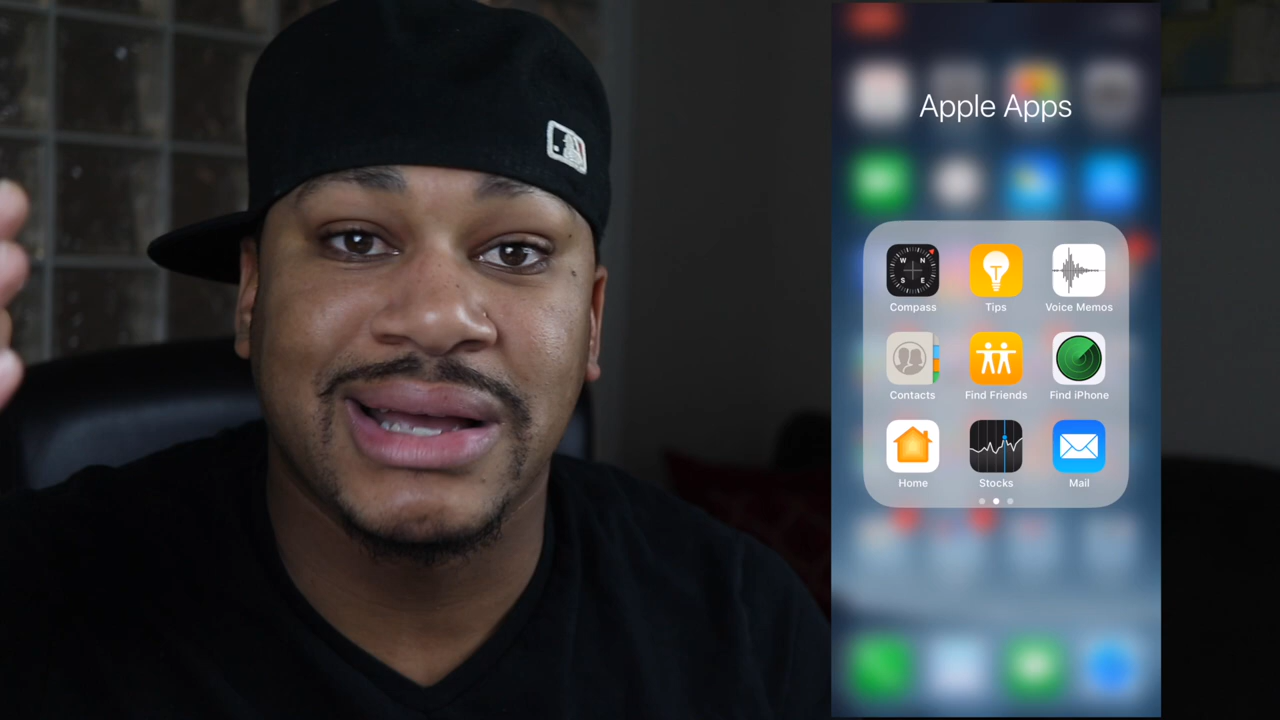 Apple Apps
Compass Tips Voice Memos
Contacts Find Friends Find iPhone
Home Stocks Mail